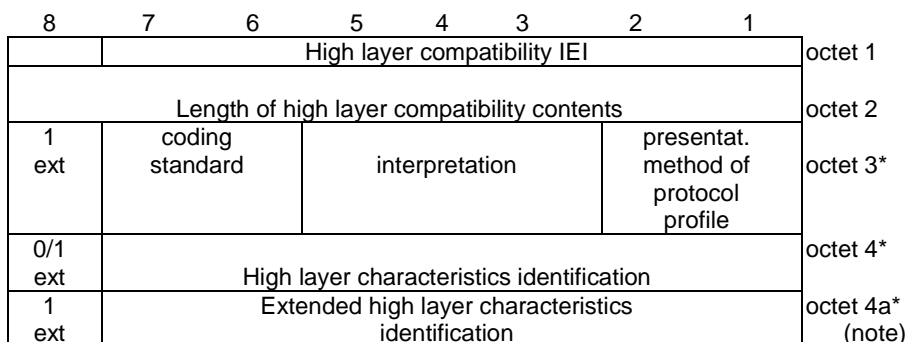 8 7 6 5 4 3 2 1
High layer compatibility IEI octet 1
Length of high layer compatibility contents octet 2
1 coding presentat.
ext standard interpretation method of octet 3*
protocol
profile
0/1 octet 4*
ext High layer characteristics identification
1 Extended high layer characteristics octet 4a*
ext identification (note)